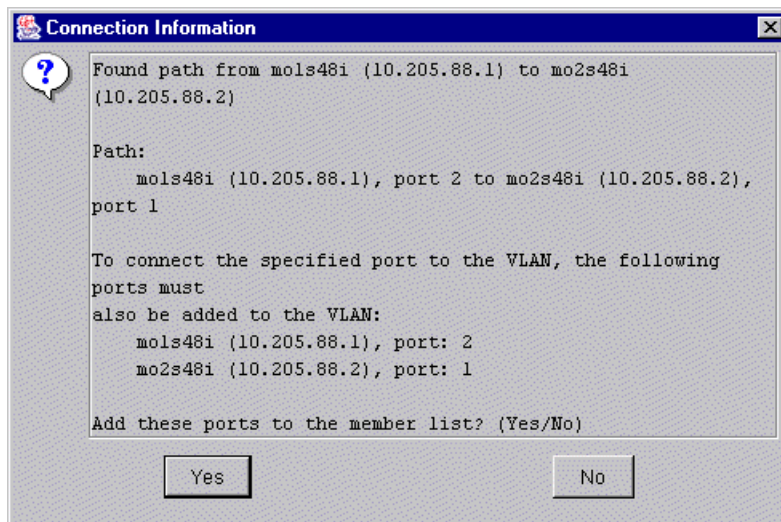 Connection Information
Found path from mols48i (10.205.88.1) to mo2s48i
(10.205.88.2)
Path:
mols48i (10.205.88.1), port 2 to mo2s48i (10.205.88.2),
port 1
To connect the specified port to the VLAN, the following
ports must
also be added to the VLAN:
mols48i (10.205.88.1), port: 2
mo2s48i (10.205.88.2), port: 1
Add these ports to the member list? (Yes/No)
Yes
No